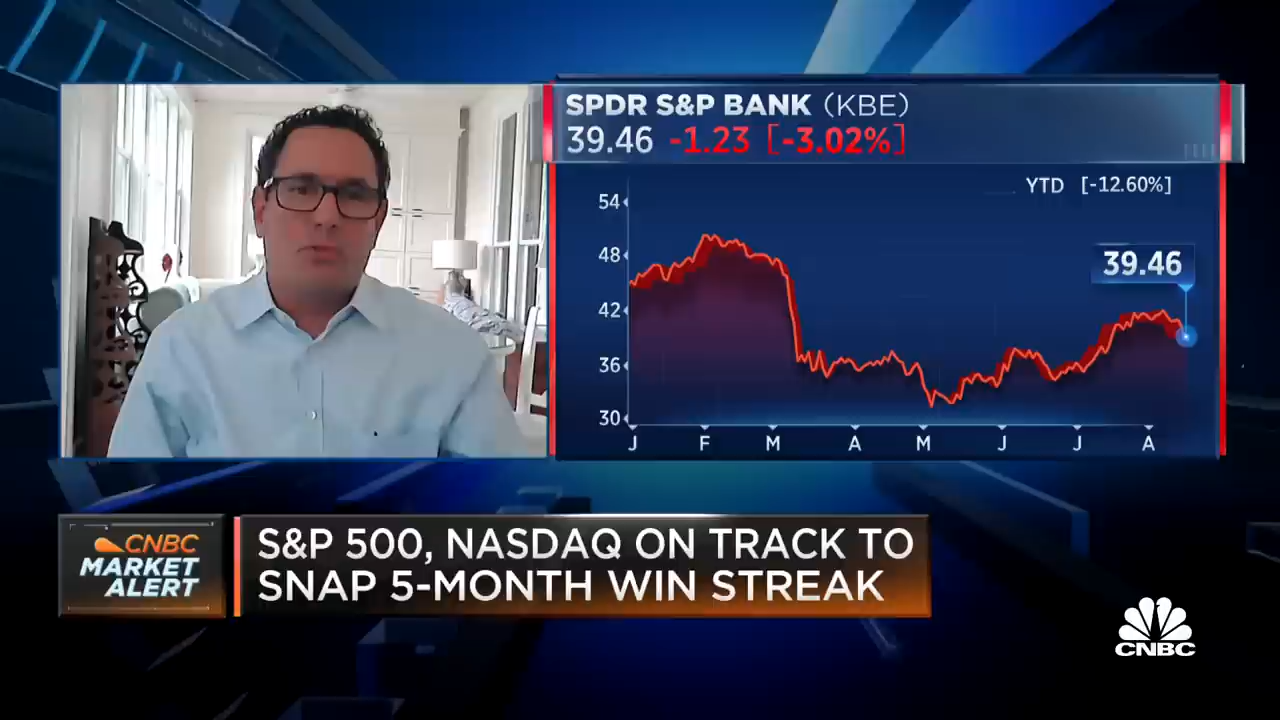 SPDR S&P BANK (KBE)
39.46 -1.23 [-3.02%]
YTD [-12.60%]
54
48
42
36
30
39.46
J F M A M J J A
CNBC
MARKET
ALERT
S&P 500, NASDAQ ON TRACK TO
SNAP 5-MONTH WIN STREAK
CNBC